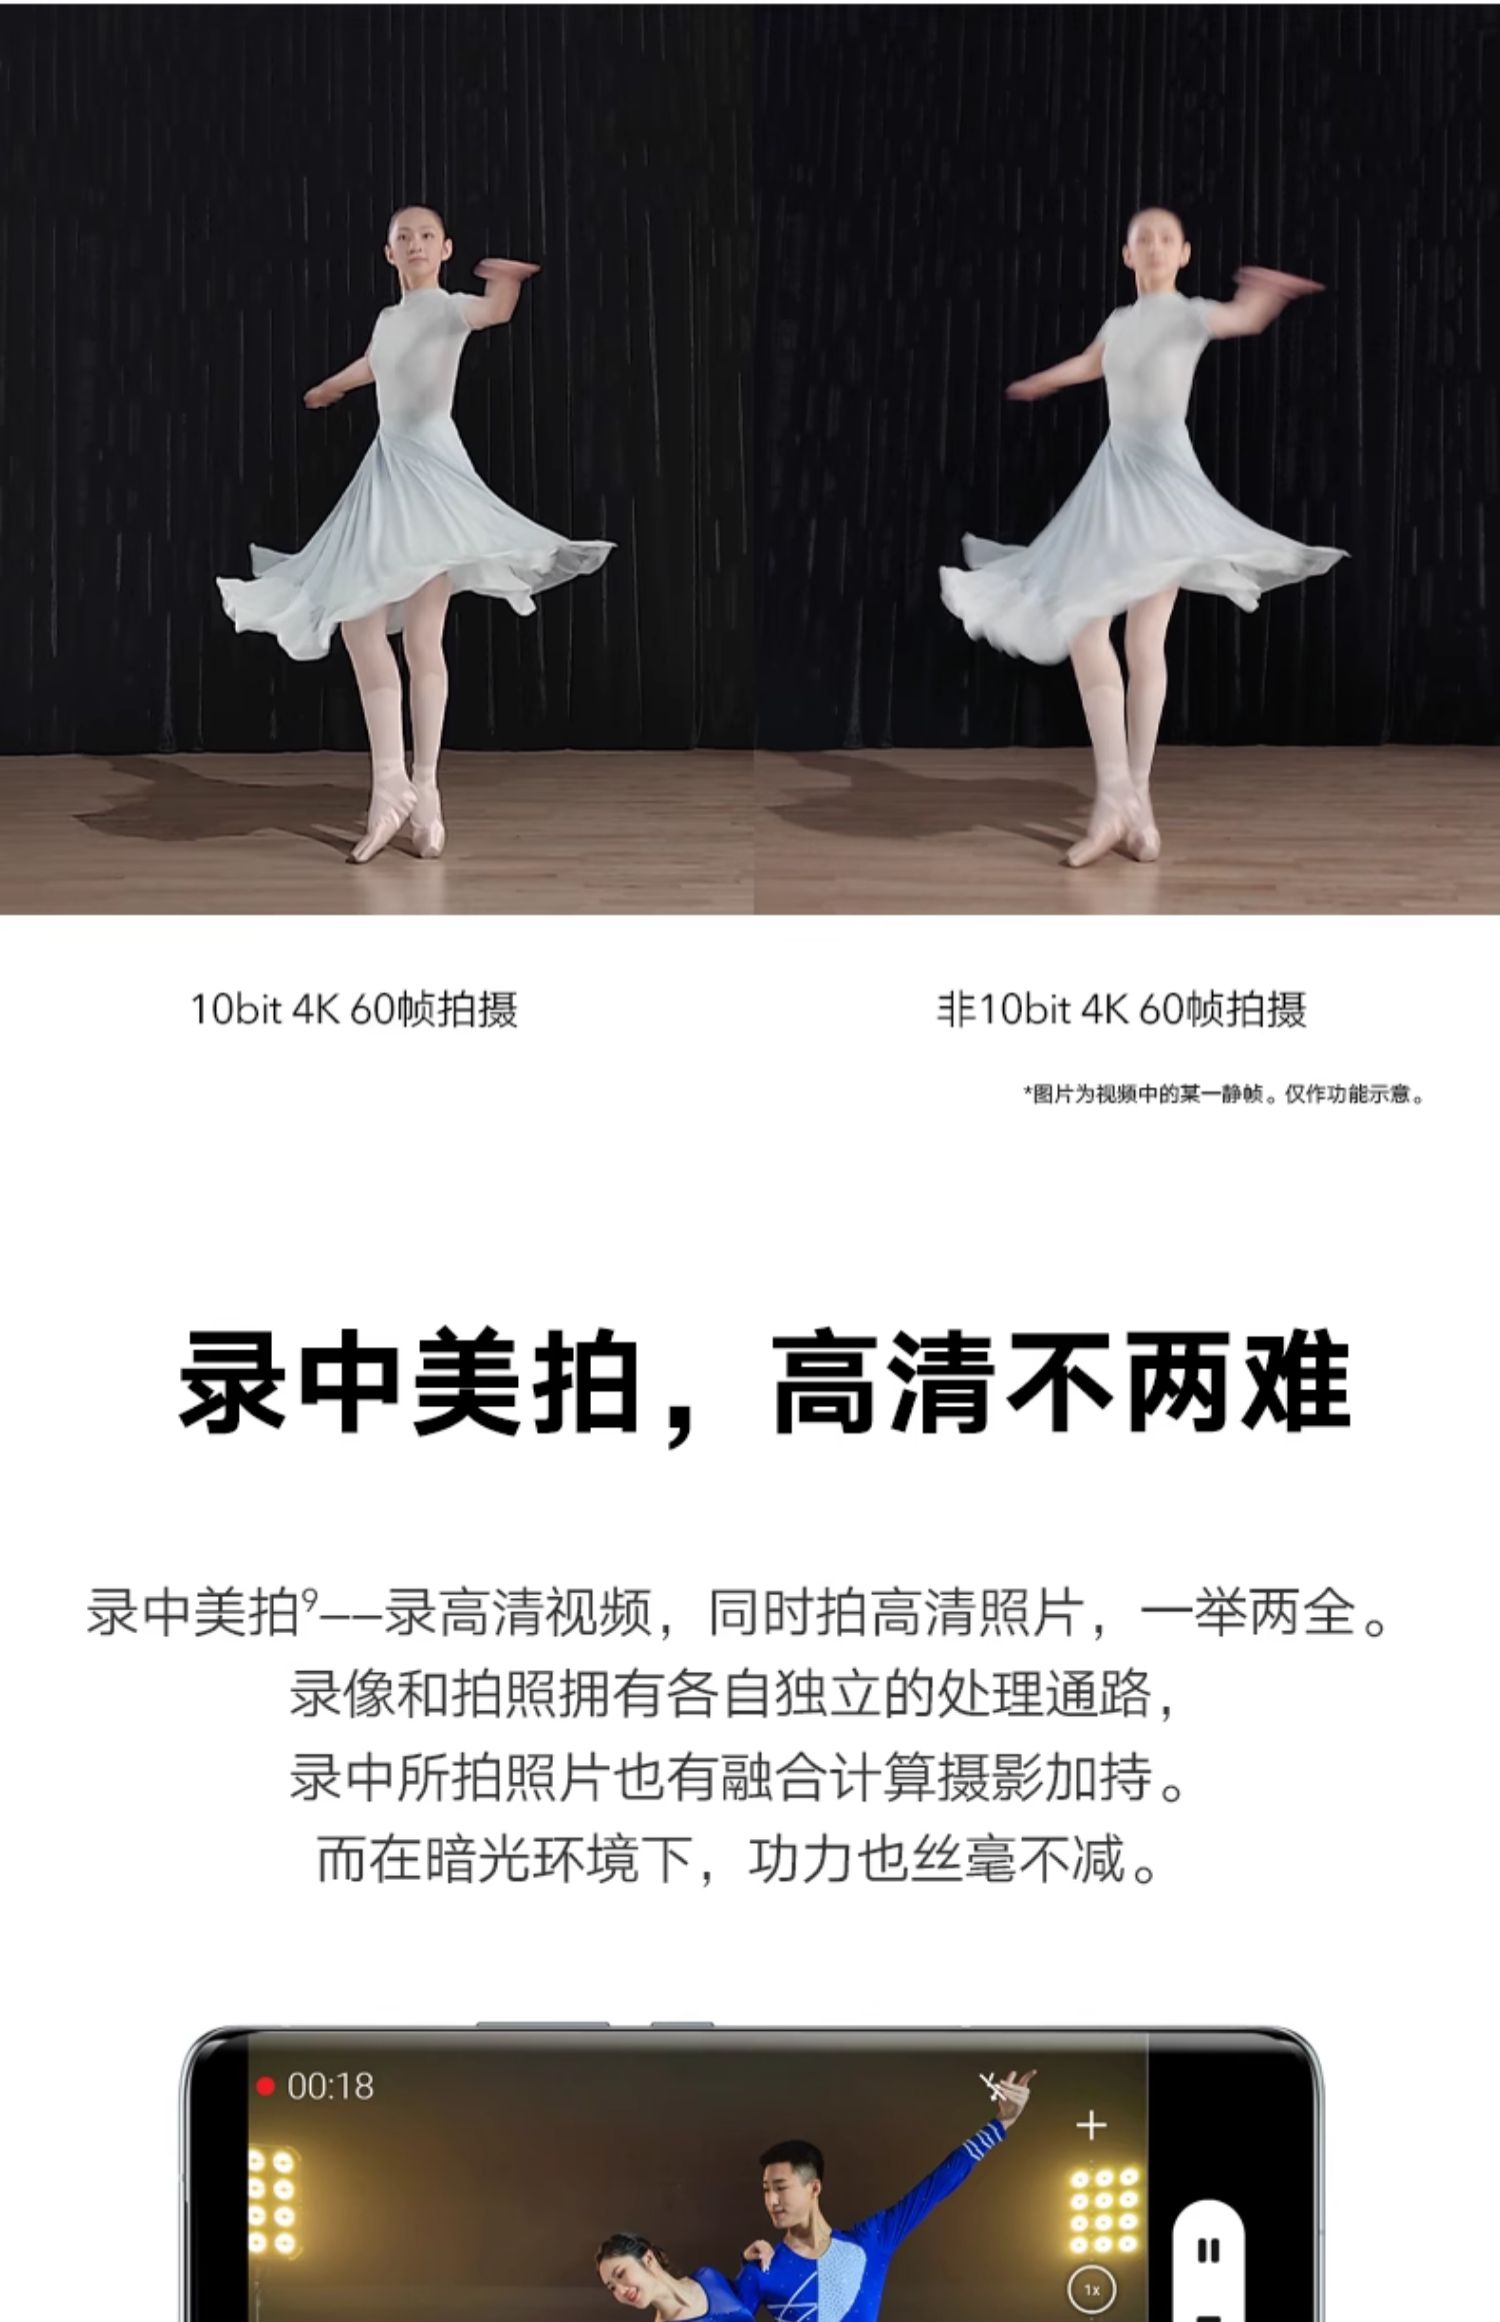 10bit 4K 60帧拍摄
非10bit 4K 60帧拍摄
*图片为视频中的某一静帧。仅作功能示意。
录中美拍，高清不两难
录中美拍⁹——录高清视频，同时拍高清照片，一举两全。
录像和拍照拥有各自独立的处理通路，
录中所拍照片也有融合计算摄影加持。
而在暗光环境下，功力也丝毫不减。
00:18
1x